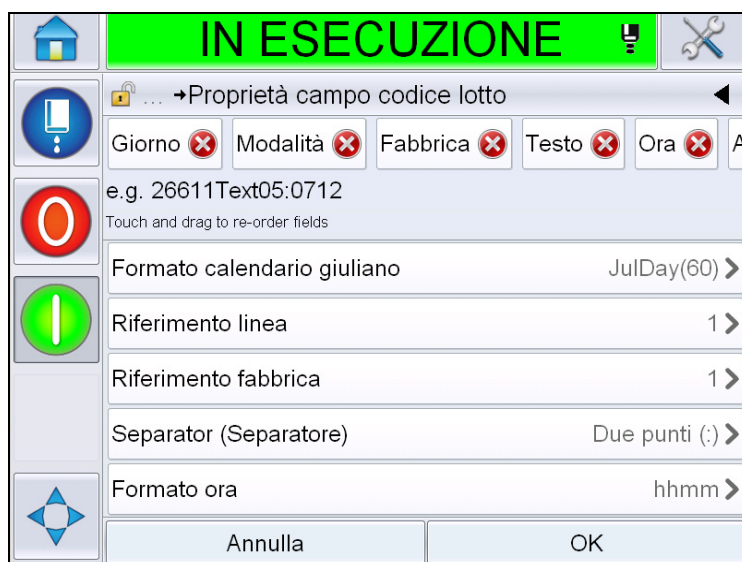 IN ESECUZIONE
... →Proprietà campo codice lotto
Giorno Modalità Fabbrica Testo Ora A
e.g. 26611Text05:0712
Touch and drag to re-order fields
Formato calendario giuliano JulDay(60)
Riferimento linea 1
Riferimento fabbrica 1
Separator (Separatore) Due punti (:)
Formato ora hhmm
Annulla OK